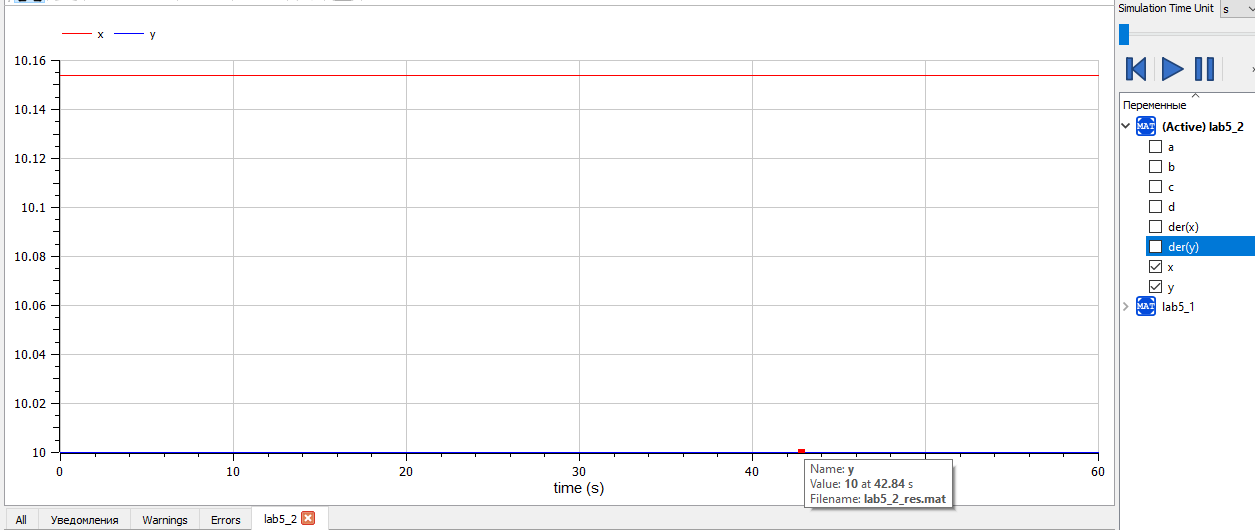 Simulation Time Unit s
x y
10.16
10.14
10.12
10.1
10.08
10.06
10.04
10.02
10
0 10 20 30 40 60
time (s)
Name: y
Value: 10 at 42.84 s
Filename: lab5_2_res.mat
Переменные
MAT (Active) lab5_2
a
b
c
d
der(x)
der(y)
x
y
MAT lab5_1
All Уведомления Warnings Errors lab5_2